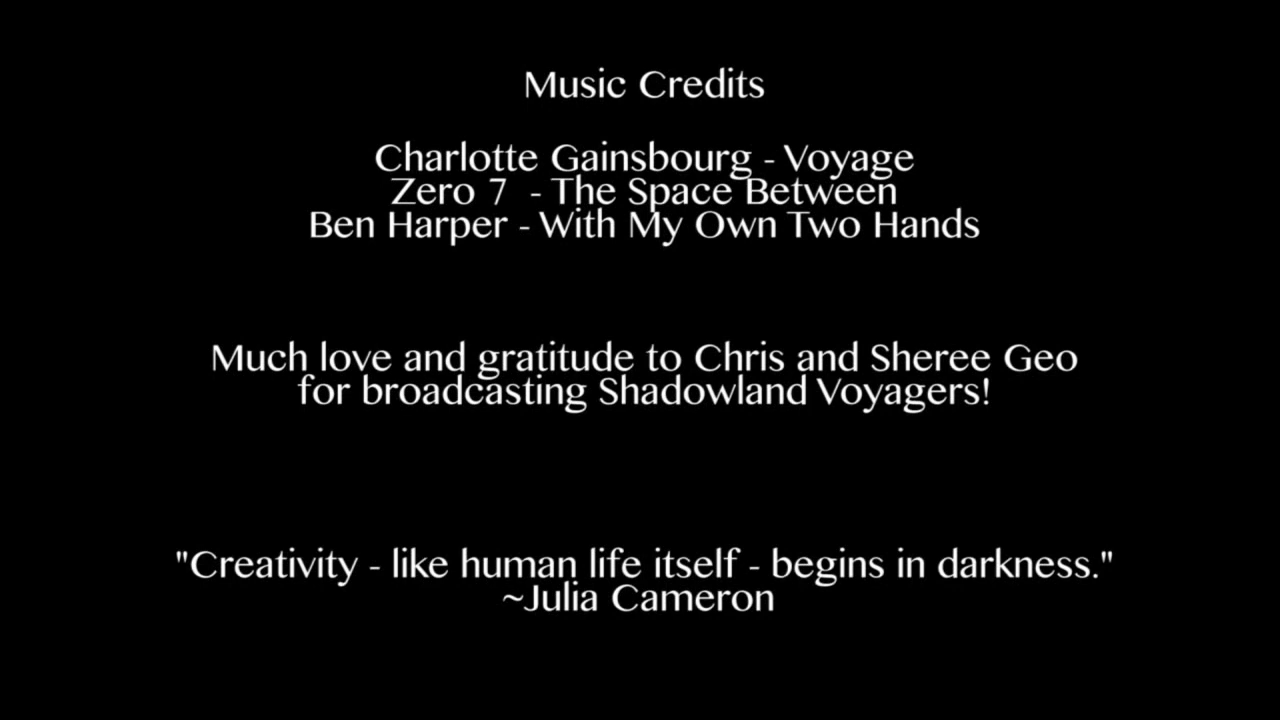 Music Credits
Charlotte Gainsbourg - Voyage
Zero 7  - The Space Between
Ben Harper - With My Own Two Hands
Much love and gratitude to Chris and Sheree Geo
for broadcasting Shadowland Voyagers!
"Creativity - like human life itself - begins in darkness."
~Julia Cameron